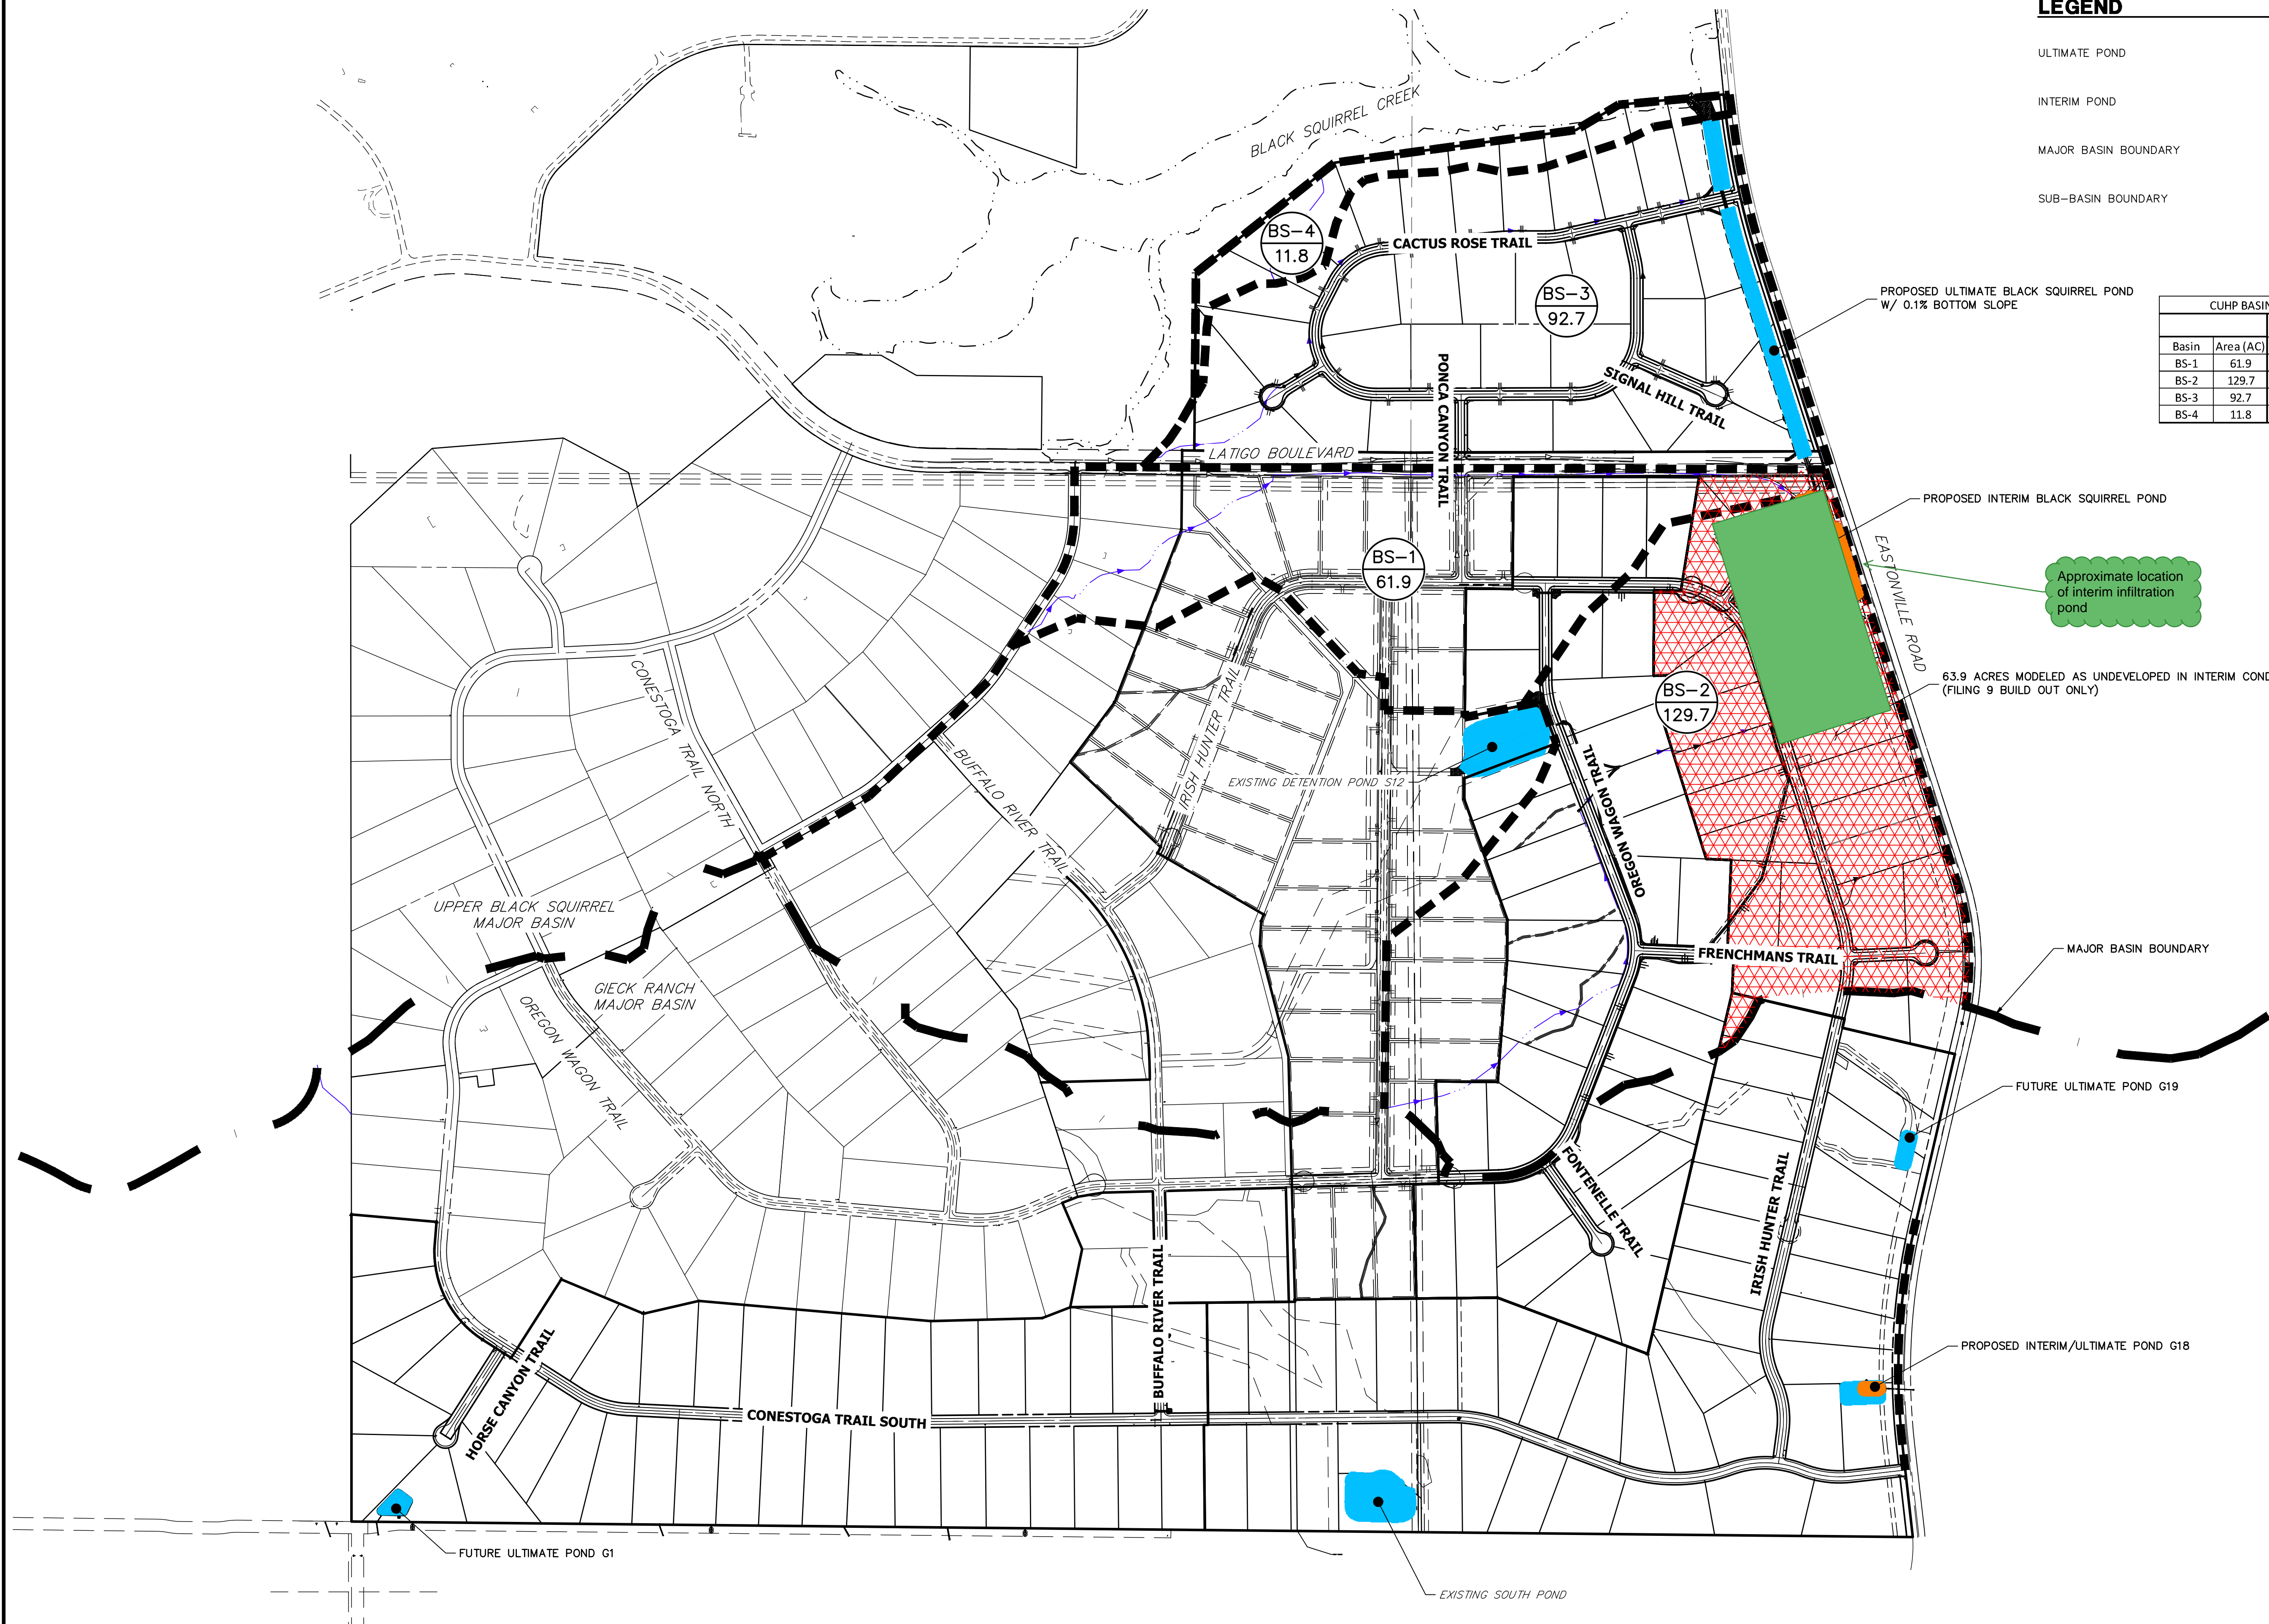 LEGEND
ULTIMATE POND
INTERIM POND
MAJOR BASIN BOUNDARY
SUB-BASIN BOUNDARY
BLACK SQUIRREL CREEK
BS-4
11.8
CACTUS ROSE TRAIL
BS-3
92.7
PROPOSED ULTIMATE BLACK SQUIRREL POND
W/ 0.1% BOTTOM SLOPE
CUHP BASIN
Basin Area (AC)
BS-1 61.9
BS-2 129.7
BS-3 92.7
BS-4 11.8
PONCA CANYON TRAIL
SIGNAL HILL TRAIL
LATIGO BOULEVARD
PROPOSED INTERIM BLACK SQUIRREL POND
EASTONVILLE ROAD
BS-1
61.9
Approximate location
of interim infiltration
pond
63.9 ACRES MODELED AS UNDEVELOPED IN INTERIM COND
(FILING 9 BUILD OUT ONLY)
BS-2
129.7
CONESTOGA TRAIL NORTH
BUFFALO RIVER TRAIL
IRISH HUNTER TRAIL
EXISTING DETENTION POND S12
OREGON WAGON TRAIL
UPPER BLACK SQUIRREL
MAJOR BASIN
GIECK RANCH
MAJOR BASIN
OREGON WAGON TRAIL
FRENCHMANS TRAIL
MAJOR BASIN BOUNDARY
FUTURE ULTIMATE POND G19
FONTENELLE TRAIL
IRISH HUNTER TRAIL
BUFFALO RIVER TRAIL
PROPOSED INTERIM/ULTIMATE POND G18
HORSE CANYON TRAIL
CONESTOGA TRAIL SOUTH
FUTURE ULTIMATE POND G1
EXISTING SOUTH POND